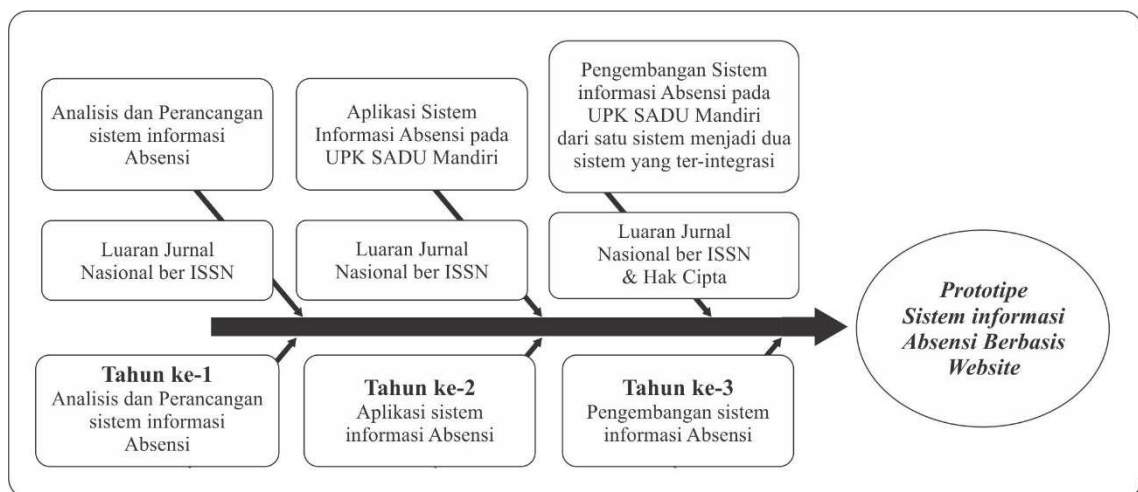 Analisis dan Perancangan
sistem informasi
Absensi
Aplikasi Sistem
Informasi Absensi pada
UPK SADU Mandiri
Pengembangan Sistem
informasi Absensi pada
UPK SADU Mandiri
dari satu sistem menjadi dua
sistem yang ter-integrasi
Luaran Jurnal
Nasional ber ISSN
Luaran Jurnal
Nasional ber ISSN
Luaran Jurnal
Nasional ber ISSN
& Hak Cipta
Prototipe
Sistem informasi
Absensi Berbasis
Website
Tahun ke-1
Analisis dan Perancangan
sistem informasi
Absensi
Tahun ke-2
Aplikasi sistem
informasi Absensi
Tahun ke-3
Pengembangan sistem
informasi Absensi